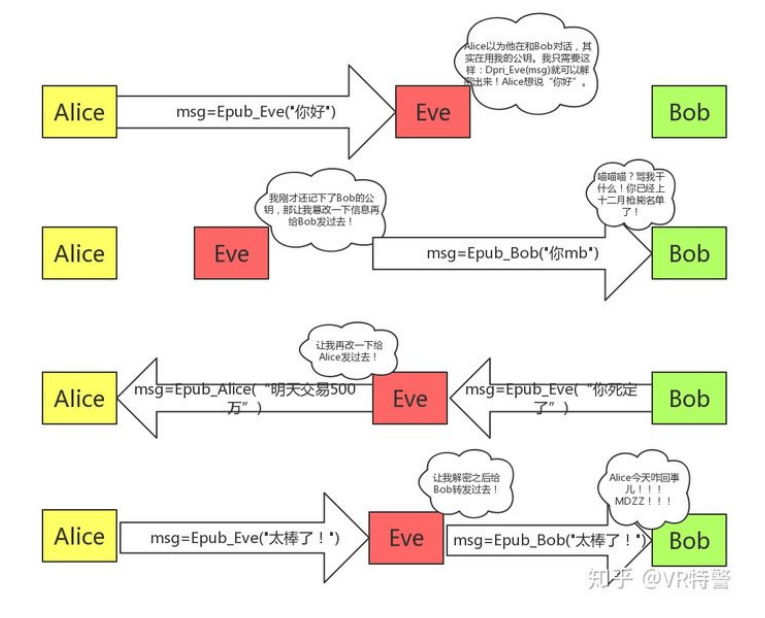 Alice以为他在和Bob对话，其
实在用我的公钥。我只需要这
样：Dpri_Eve(msg)就可以解
密出来！Alice想说“你好”。
Alice
msg=Epub_Eve("你好")
Eve
Bob
我刚才还记下了Bob的公
钥，那让我篡改一下信息再
给Bob发过去！
喵喵喵？骂我干
什么！你已经上
十二月枪毙名单
了！
Alice
Eve
msg=Epub_Bob("你mb")
Bob
让我再改一下给
Alice发过去！
Alice
msg=Epub_Alice(“明天交易500
万”)
Eve
msg=Epub_Eve(“你死定
了”)
Bob
让我解密之后给
Bob转发过去！
Alice今天咋回事
儿！！！
MDZZ！！！
Alice
msg=Epub_Eve("太棒了！")
Eve
msg=Epub_Bob("太棒了！")
Bob
知乎 @VR特警